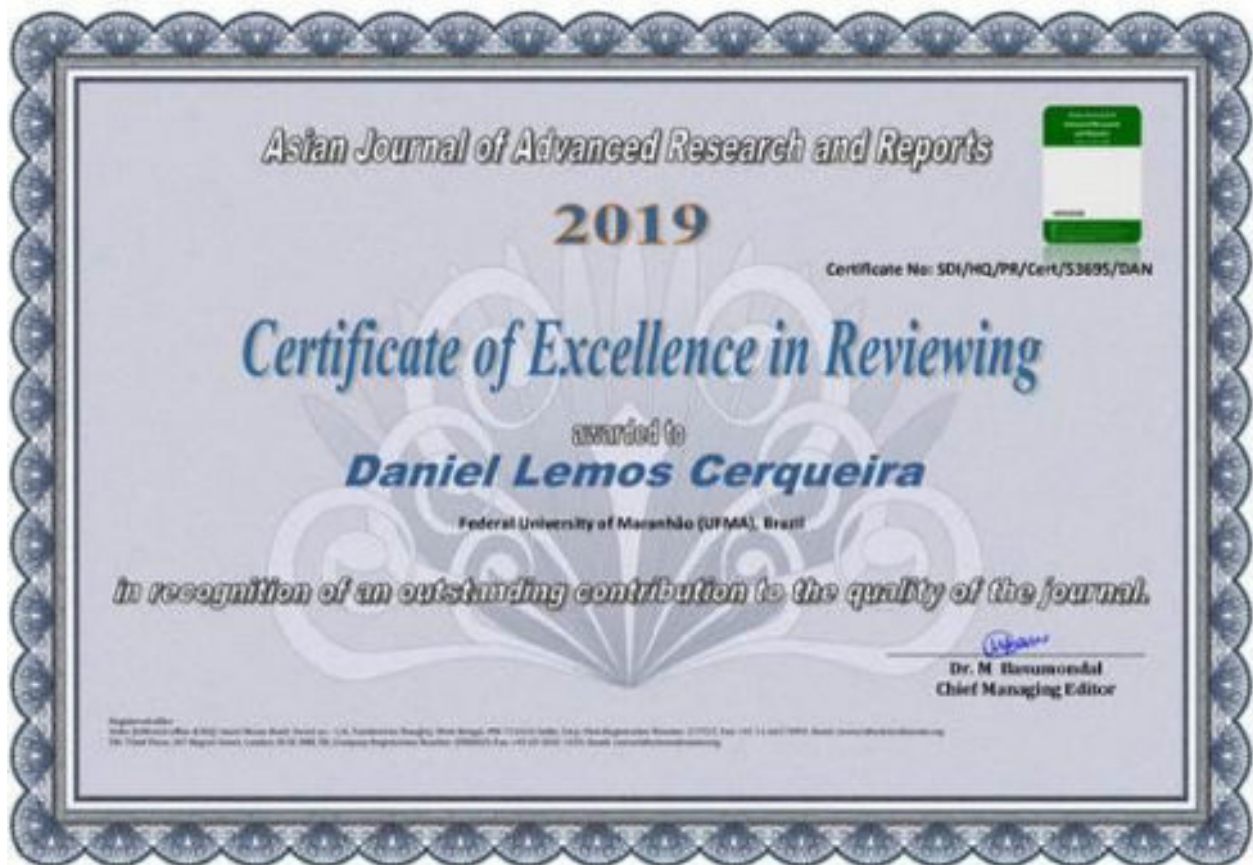 Asian Journal of Advanced Research and Reports
2019
Certificate No: SDI/HQ/PR/Cert/53695/DAN
Certificate of Excellence in Reviewing
awarded to
Daniel Lemos Cerqueira
Federal University of Maranhão (UFMA), Brazil
in recognition of an outstanding contribution to the quality of the journal.
Dr. M Basumondal
Chief Managing Editor